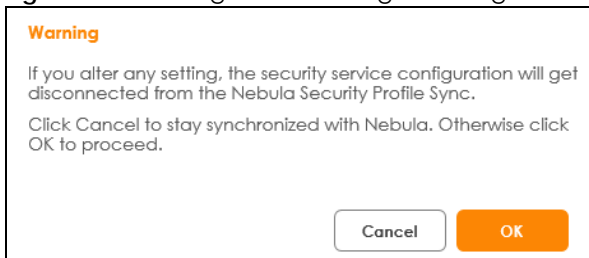 Warning
If you alter any setting, the security service configuration will get
disconnected from the Nebula Security Profile Sync.
Click Cancel to stay synchronized with Nebula. Otherwise click
OK to proceed.
Cancel OK